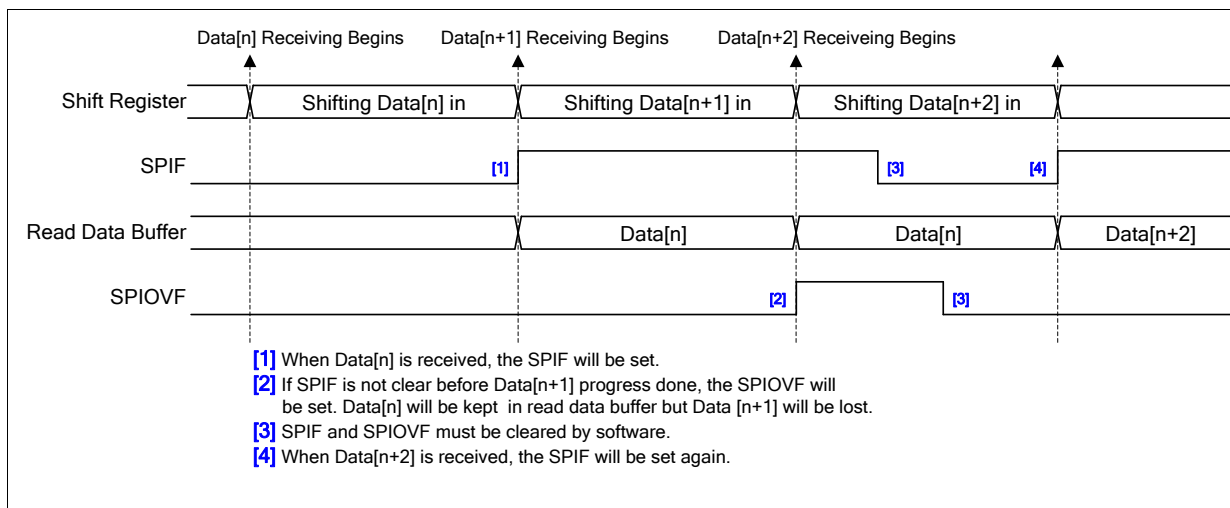 Data[n] Receiving Begins
Data[n+1] Receiving Begins
Data[n+2] Receiveing Begins
Shift Register
Shifting Data[n] in
Shifting Data[n+1] in
Shifting Data[n+2] in
SPIF
[1]
[3]
[4]
Read Data Buffer
Data[n]
Data[n]
Data[n+2]
SPIOVF
[2]
[3]
[1] When Data[n] is received, the SPIF will be set.
[2] If SPIF is not clear before Data[n+1] progress done, the SPIOVF will
be set. Data[n] will be kept in read data buffer but Data [n+1] will be lost.
[3] SPIF and SPIOVF must be cleared by software.
[4] When Data[n+2] is received, the SPIF will be set again.